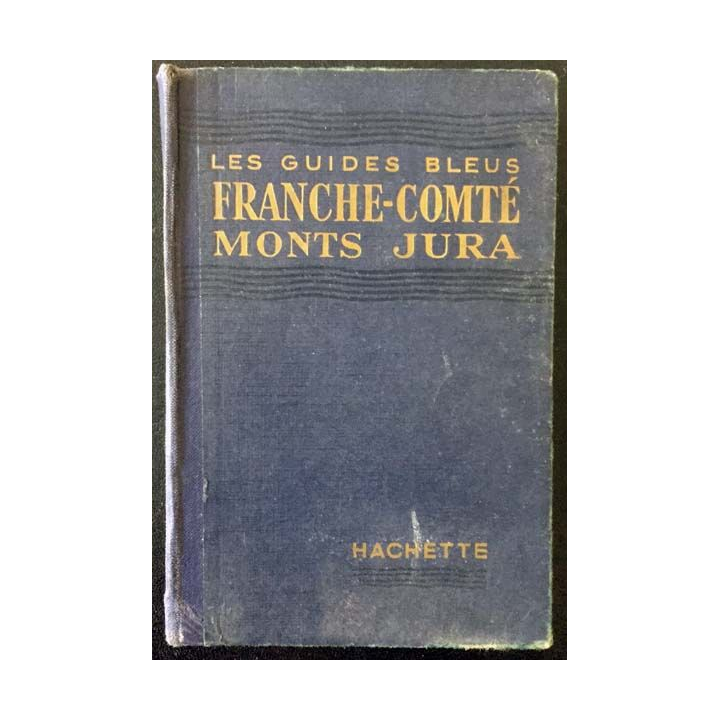 LES GUIDES BLEUS
FRANCHE-COMTÉ
MONTS JURA
HACHETTE